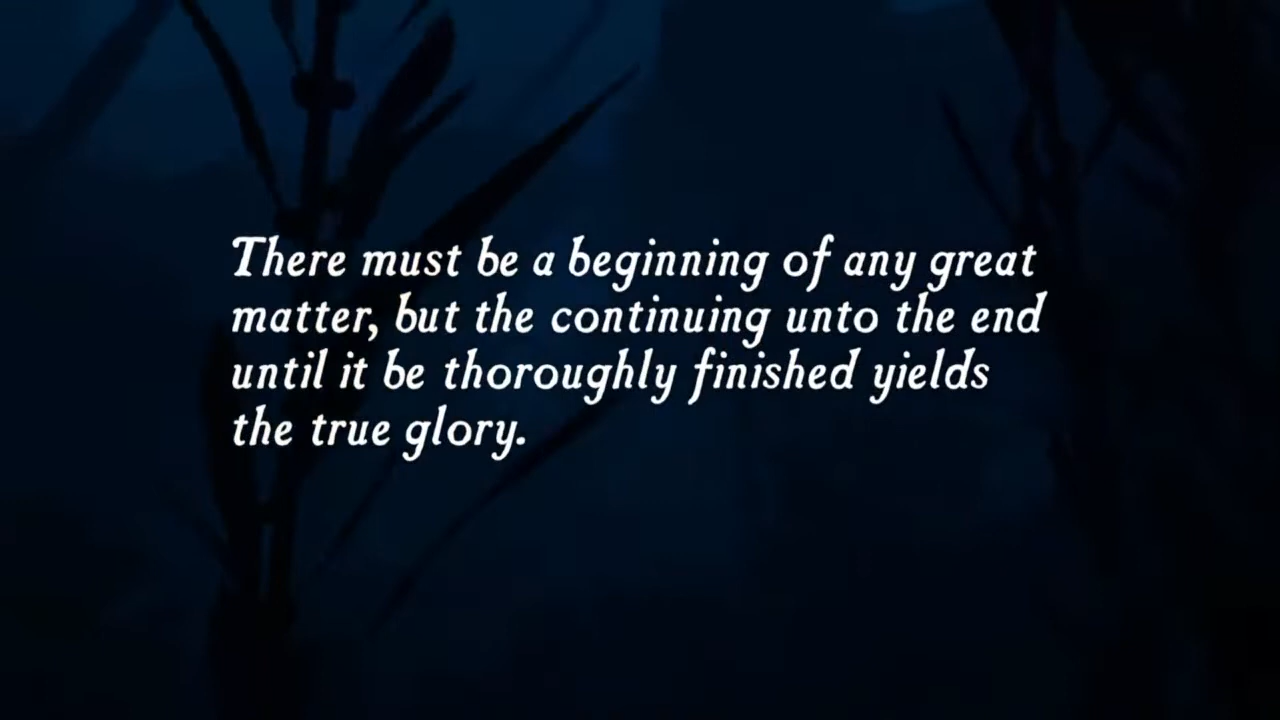 There must be a beginning of any great
matter, but the continuing unto the end
until it be thoroughly finished yields
the true glory.